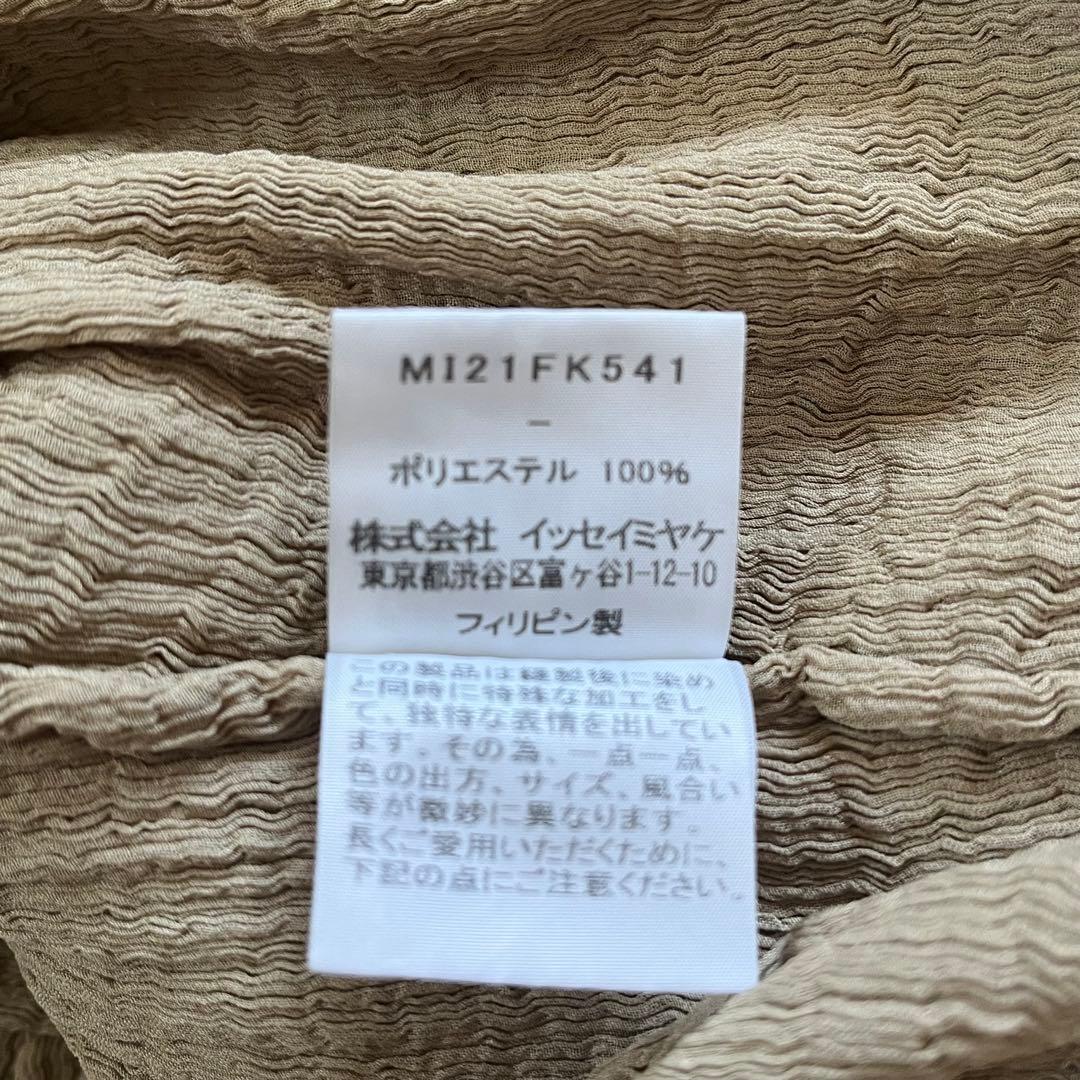 MI21FK541
-
ポリエステル 100%
株式会社 イッセイミヤケ
東京都渋谷区富ヶ谷1-12-10
フィリピン製
この製品は縫製後に染め
と同時に特殊な加工をし
て、独特な表情を出してい
ます。その為、一点一点、
色の出方、サイズ、風合い
等が微妙に異なります。
長くご愛用いただくために、
下記の点にご注意ください。